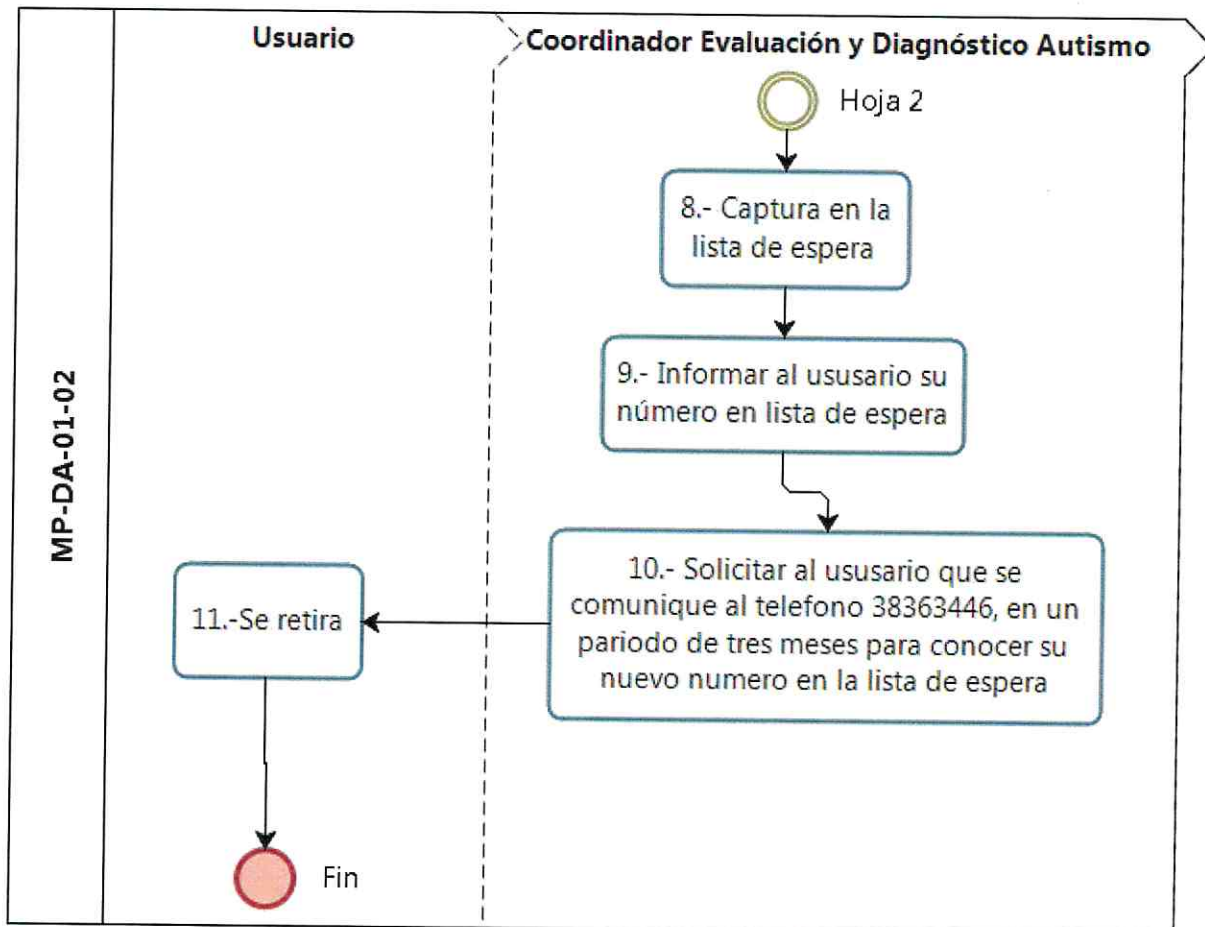 MP-DA-01-02
Usuario
Coordinador Evaluación y Diagnóstico Autismo
Hoja 2
8.- Captura en la
lista de espera
9.- Informar al ususario su
número en lista de espera
10.- Solicitar al ususario que se
comunique al telefono 38363446, en un
pariodo de tres meses para conocer su
nuevo numero en la lista de espera
11.-Se retira
Fin